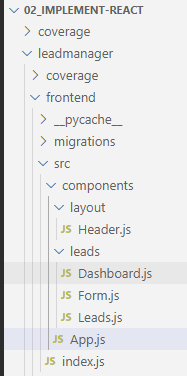 02_IMPLEMENT-REACT
coverage
leadmanager
coverage
frontend
__pycache__
migrations
src
components
layout
JS Header.js
leads
JS Dashboard.js
JS Form.js
JS Leads.js
JS App.js
JS index.js